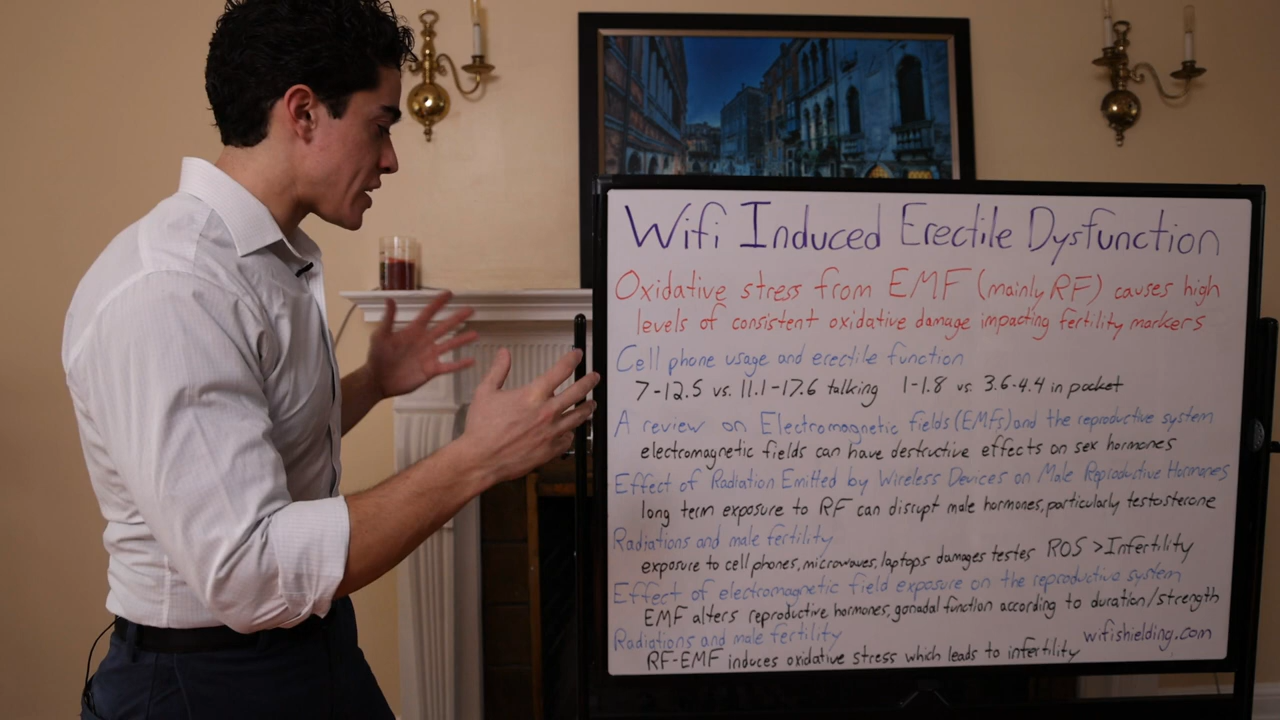 Wifi Induced Erectile Dysfunction
Oxidative stress from EMF (mainly RF) causes high
levels of consistent oxidative damage impacting fertility markers
Cell phone usage and erectile function
7-12.5 vs. 11.1-17.6 talking 1-1.8 vs. 3.6-4.4 in pocket
A review on Electromagnetic fields (EMFs) and the reproductive system
electromagnetic fields can have destructive effects on sex hormones
Effect of Radiation Emitted by Wireless Devices on Male Reproductive Hormones
long term exposure to RF can disrupt male hormones, particularly testosterone
Radiations and male fertility
exposure to cell phones, microwaves, laptops damages testes ROS > Infertility
Effect of electromagnetic field exposure on the reproductive system
EMF alters reproductive hormones, gonadal function according to duration/strength
Radiations and male fertility
wifishielding.com
RF-EMF induces oxidative stress which leads to infertility